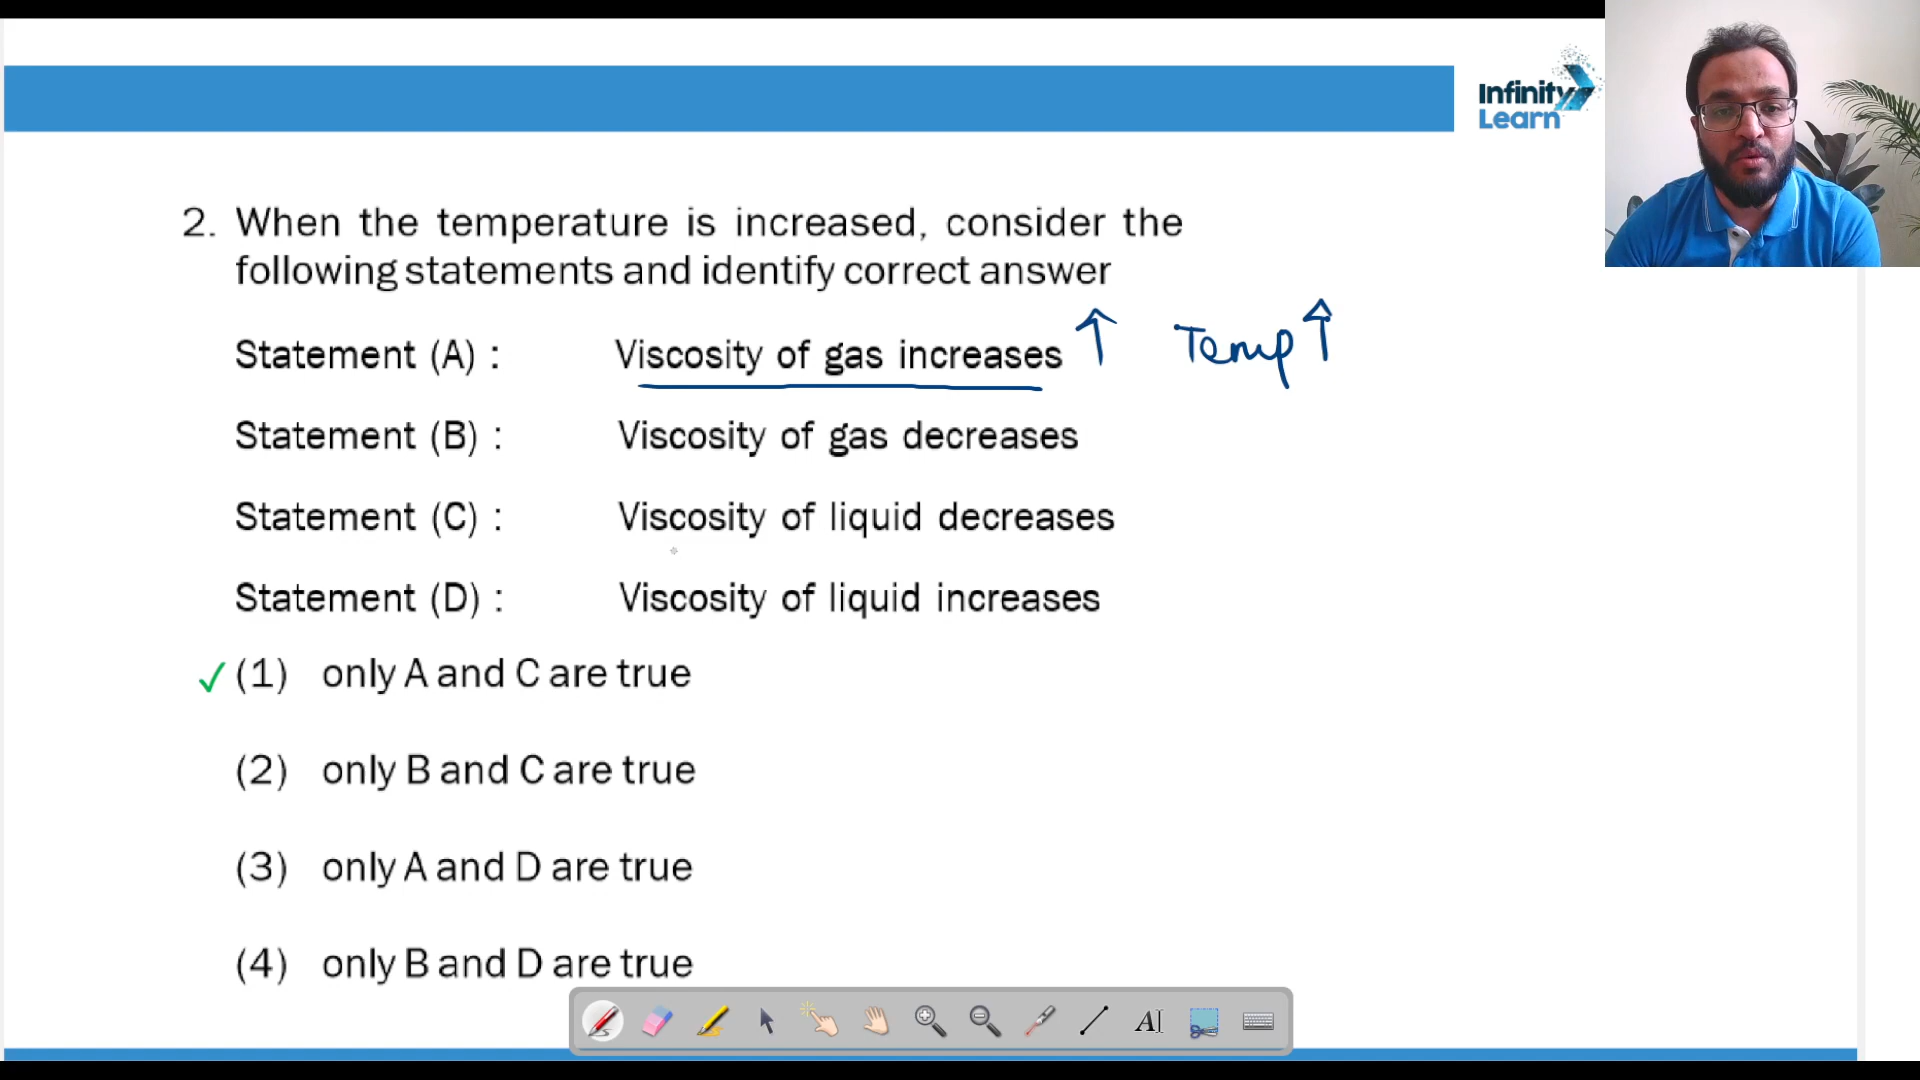 Infinity
Learn
2. When the temperature is increased, consider the
following statements and identify correct answer
Statement (A) : Viscosity of gas increases ↑ Temp ↑
Statement (B) : Viscosity of gas decreases
Statement (C) : Viscosity of liquid decreases
Statement (D) : Viscosity of liquid increases
✓ (1) only A and C are true
(2) only B and C are true
(3) only A and D are true
(4) only B and D are true
A